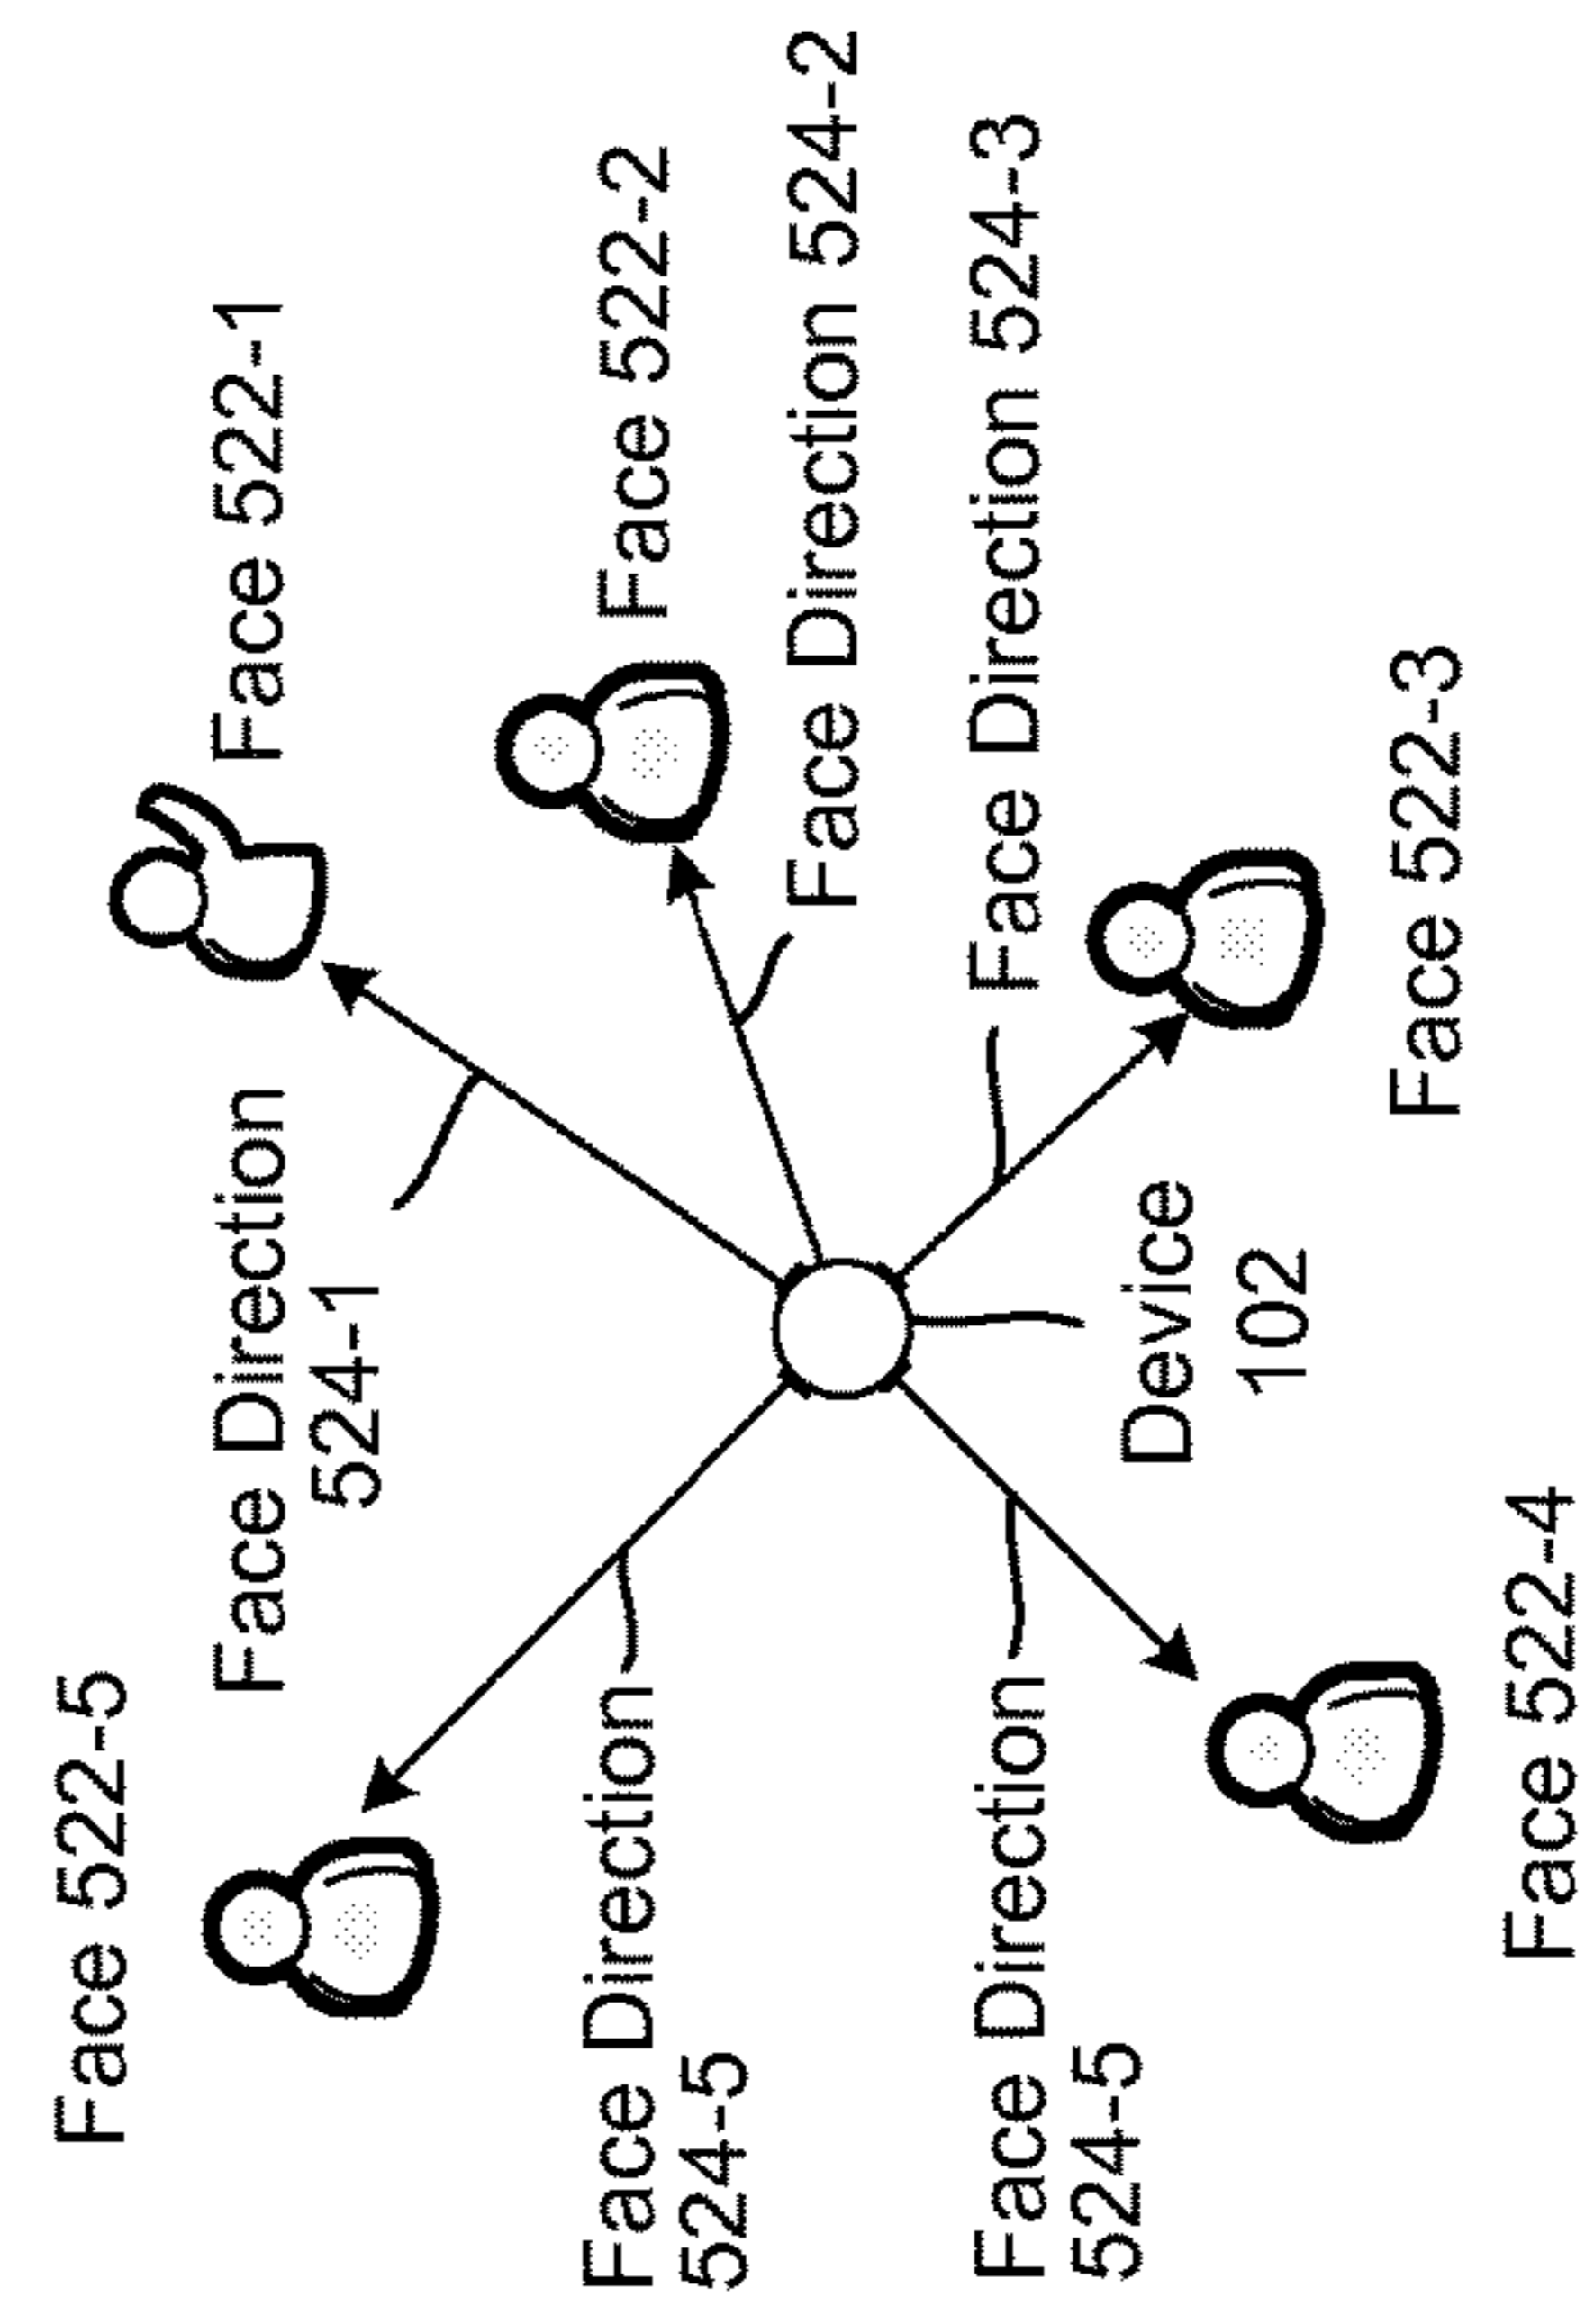 Face 522-1
Face 522-2
Face Direction 524-2
Face Direction 524-3
Face 522-3
Face Direction
524-1
Device
102
Face 522-5
Face Direction
524-5
Face Direction
524-5
Face 522-4